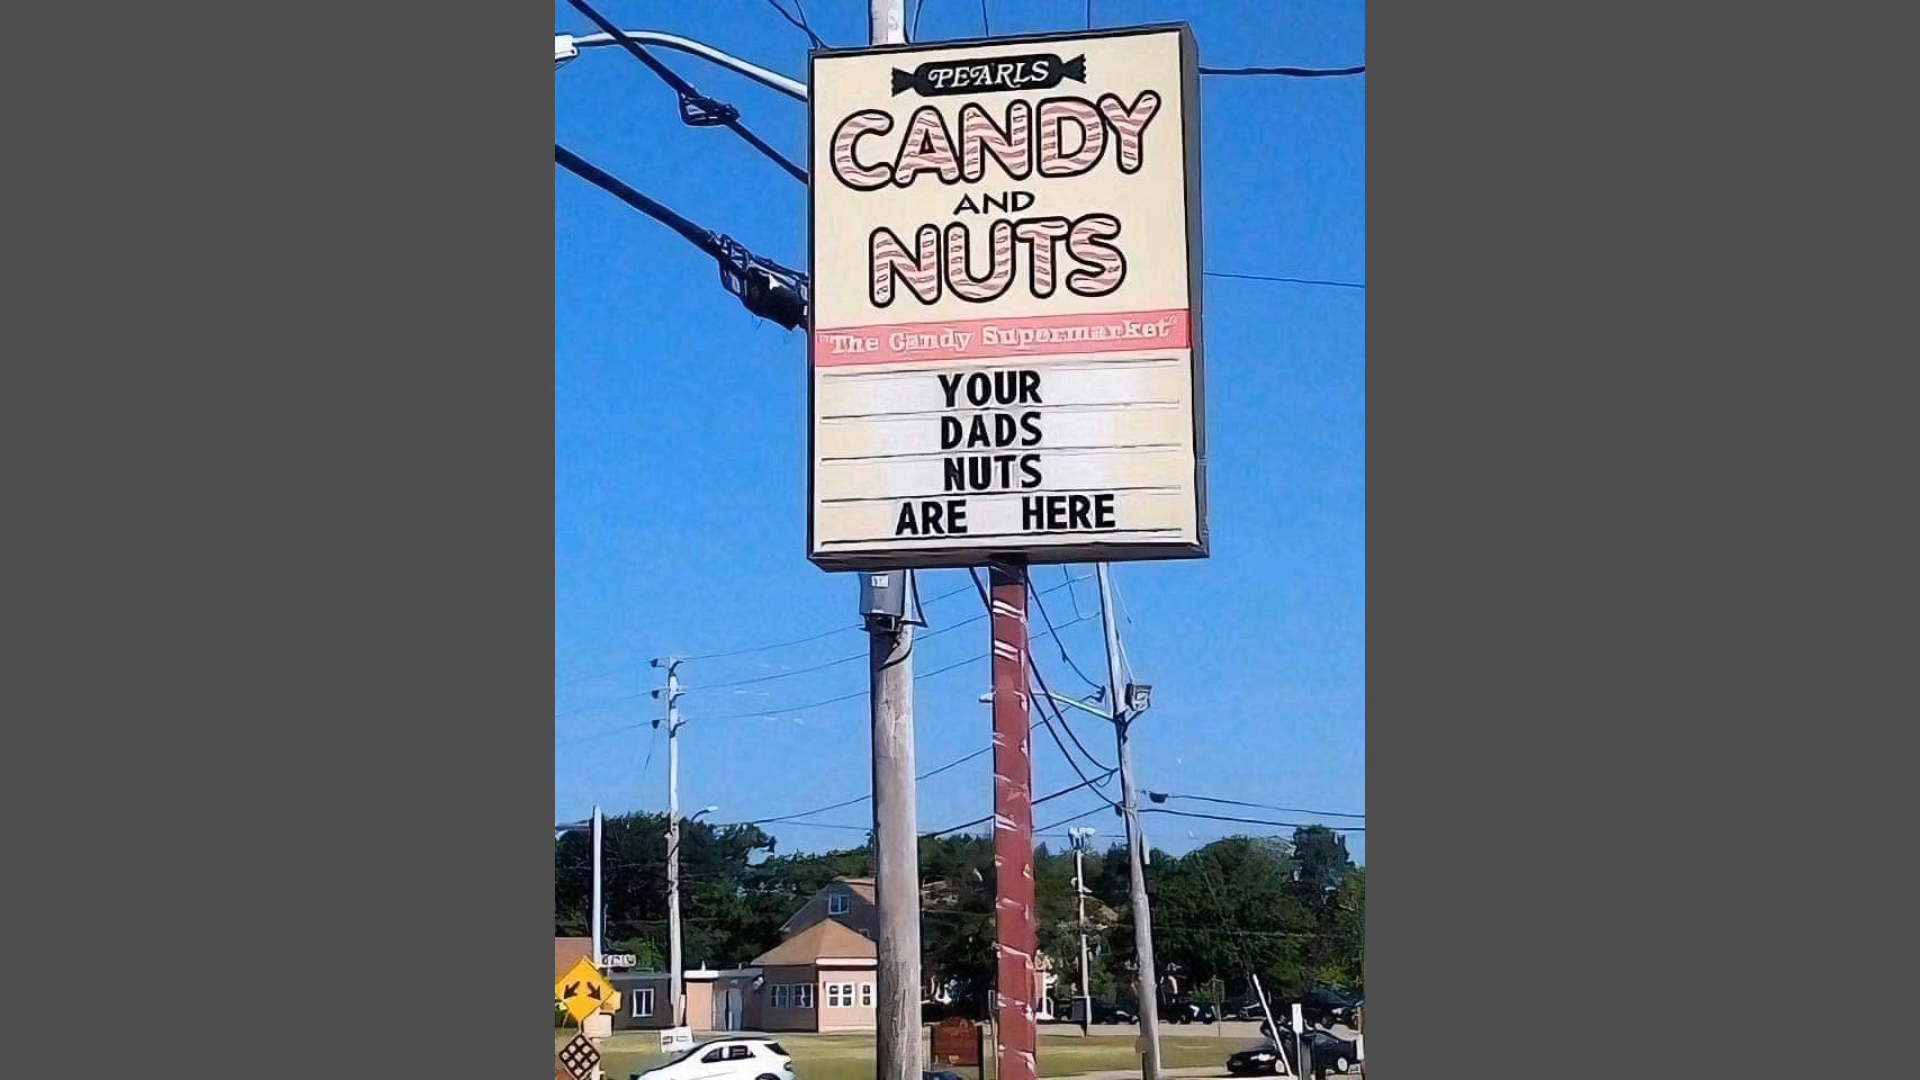 PEARLS
CANDY
AND
NUTS
"The Candy Supermarket"
YOUR
DADS
NUTS
ARE HERE